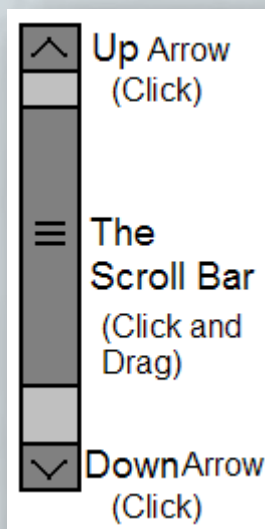 Up Arrow
(Click)
The
Scroll Bar
(Click and
Drag)
Down Arrow
(Click)